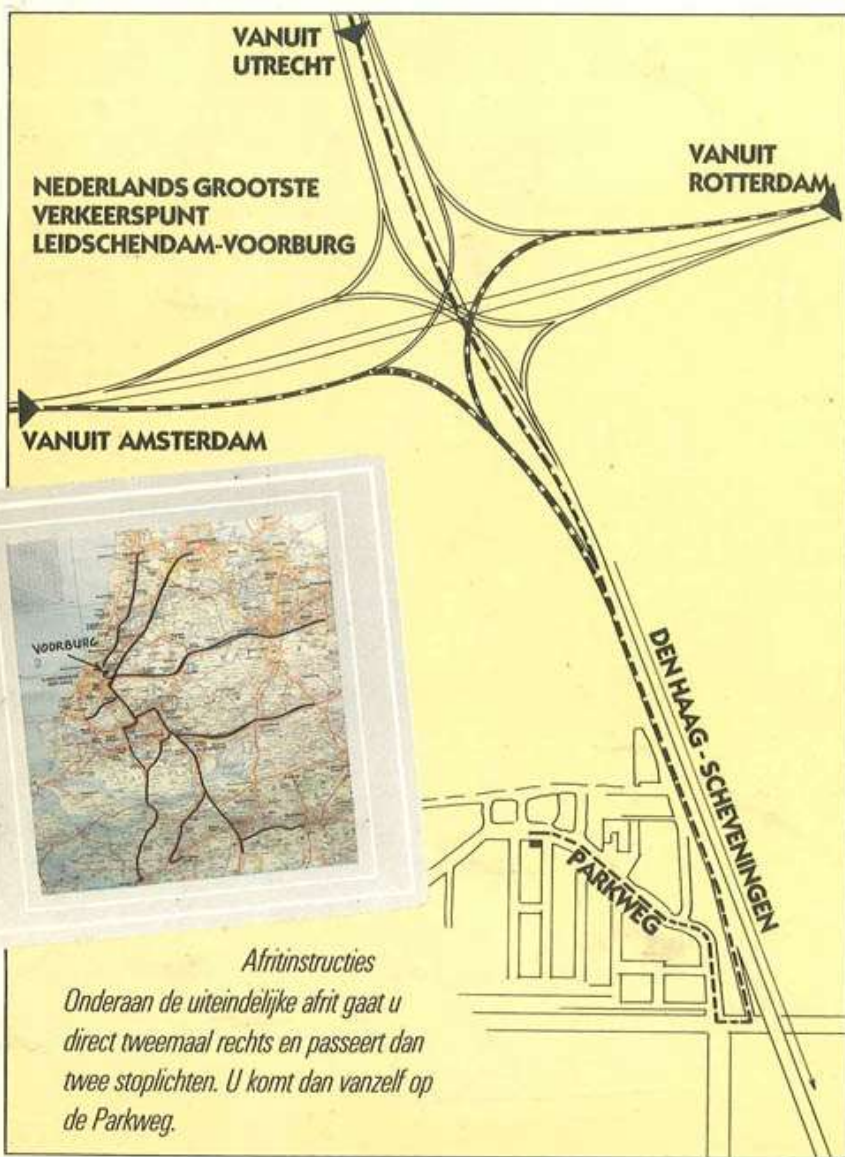 VANUIT
UTRECHT
VANUIT
ROTTERDAM
NEDERLANDS GROOTSTE
VERKEERSPUNT
LEIDSCHENDAM-VOORBURG
VANUIT AMSTERDAM
VOORBURG
DEN HAAG - SCHEVENINGEN
PARKWEG
Afritinstructies
Onderaan de uiteindelijke afrit gaat u
direct tweemaal rechts en passeert dan
twee stoplichten. U komt dan vanzelf op
de Parkweg.